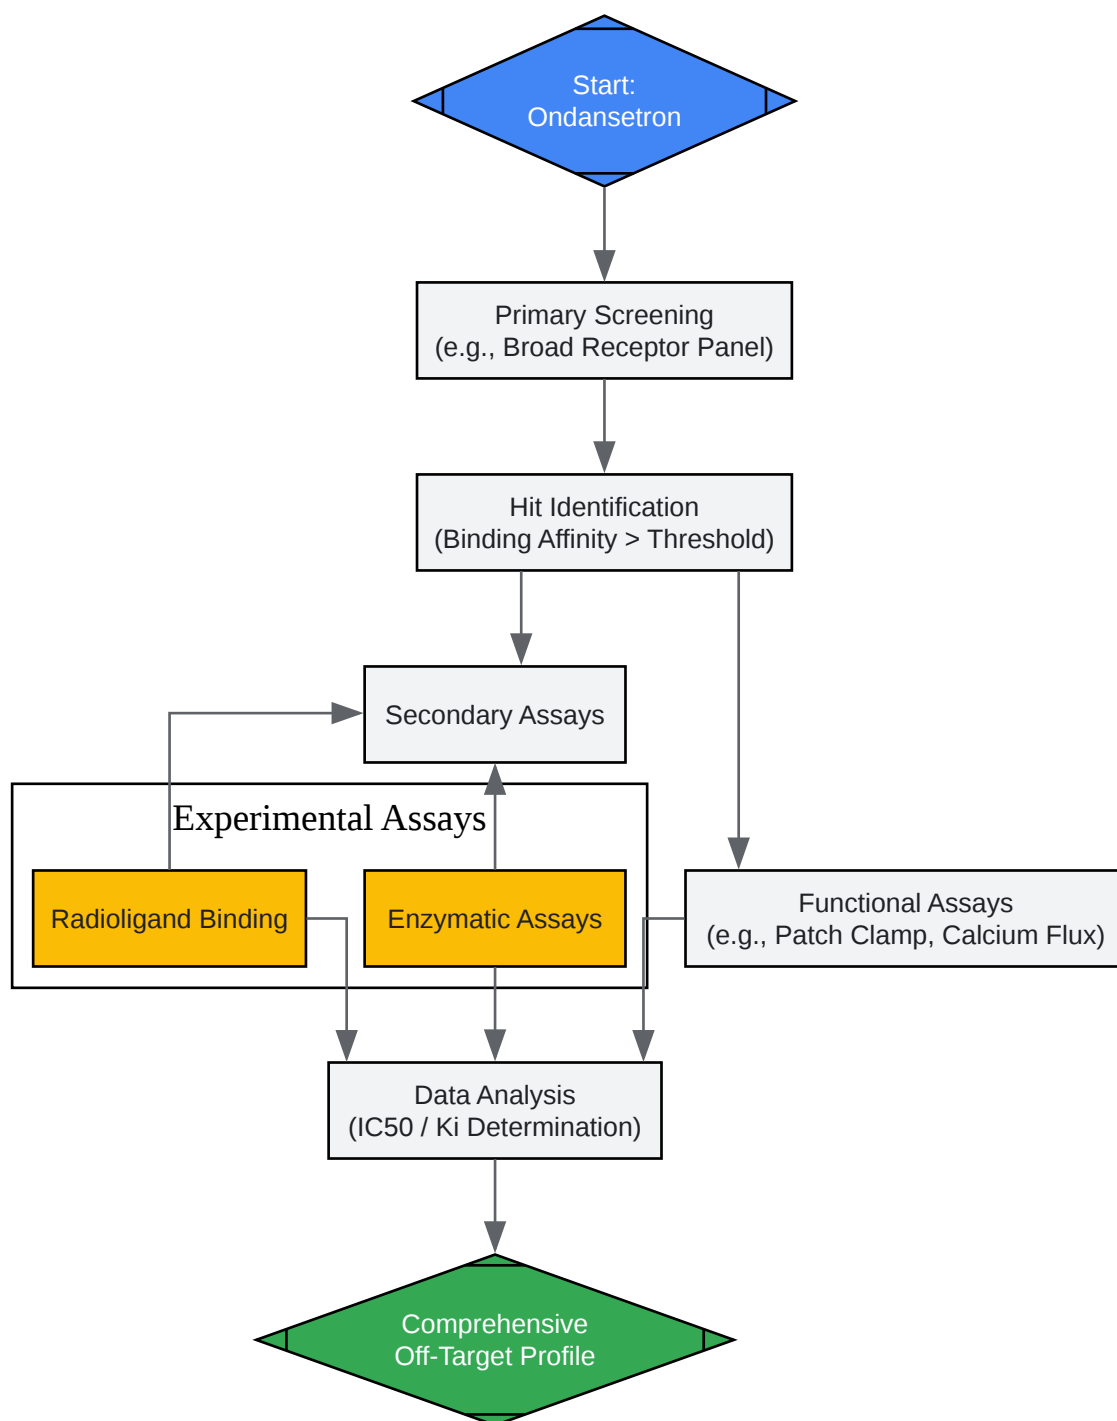 Start:
Ondansetron
Primary Screening
(e.g., Broad Receptor Panel)
Hit Identification
(Binding Affinity > Threshold)
Secondary Assays
Experimental Assays
Radioligand Binding
Enzymatic Assays
Functional Assays
(e.g., Patch Clamp, Calcium Flux)
Data Analysis
(IC50 / Ki Determination)
Comprehensive
Off-Target Profile